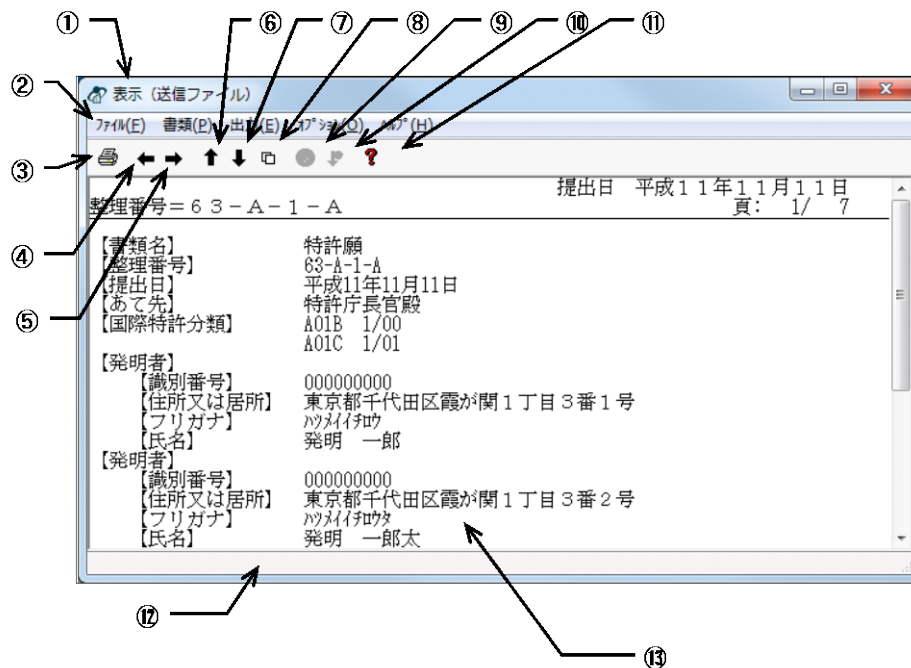 ① ⑥ ⑦ ⑧ ⑨ ⑩ ⑪
②
表示（送信ファイル）
ﾌｧｲﾙ(F) 書類(P) 出力(E) ｵﾌﾟｼｮﾝ(O) ﾍﾙﾌﾟ(H)
③
?
提出日　平成１１年１１月１１日
整理番号＝６３－Ａ－１－Ａ　頁：　1/　7
④
【書類名】　特許願
【整理番号】　63-A-1-A
【提出日】　平成11年11月11日
【あて先】　特許庁長官殿
⑤
【国際特許分類】　A01B　1/00
A01C　1/01
【発明者】
【識別番号】　000000000
【住所又は居所】　東京都千代田区霞が関１丁目３番１号
【フリガナ】　ﾊﾂﾒｲｲﾁﾛｳ
【氏名】　発明　一郎
【発明者】
【識別番号】　000000000
【住所又は居所】　東京都千代田区霞が関１丁目３番２号
【フリガナ】　ﾊﾂﾒｲｲﾁﾛｳﾀ
【氏名】　発明　一郎太
⑫
⑬